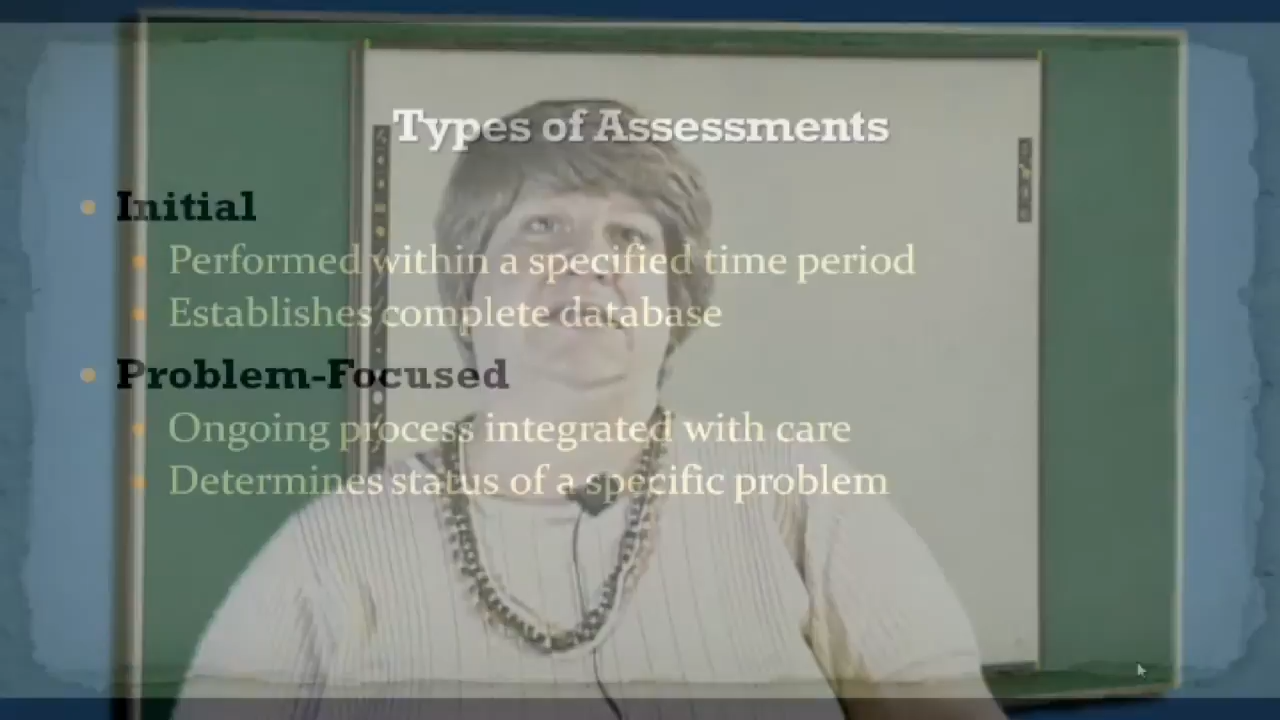 Types of Assessments
Initial
Performed within a specified time period
Establishes complete database
Problem-Focused
Ongoing process integrated with care
Determines status of a specific problem